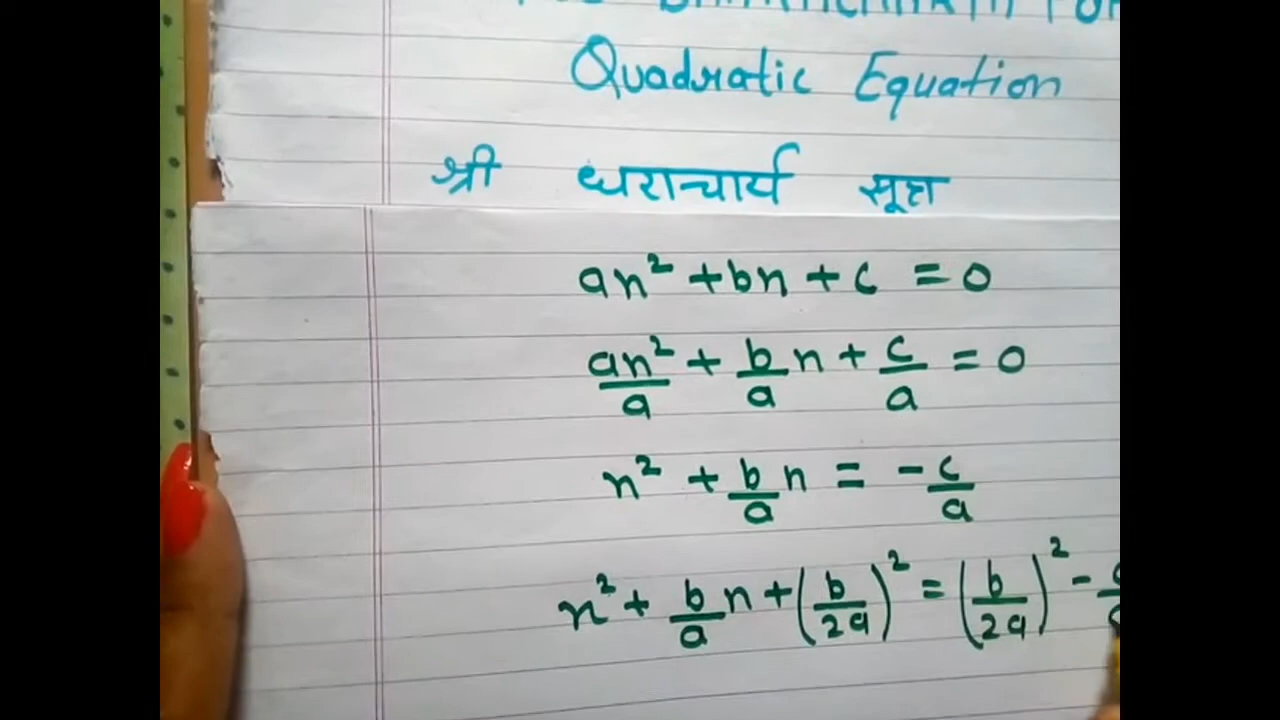 Quadratic Equation
श्री धराचार्य सूत्र
an² + bn + c = 0
an²/a + b/a n + c/a = 0
n² + b/a n = -c/a
n² + b/a n + (b/2a)² = (b/2a)² -